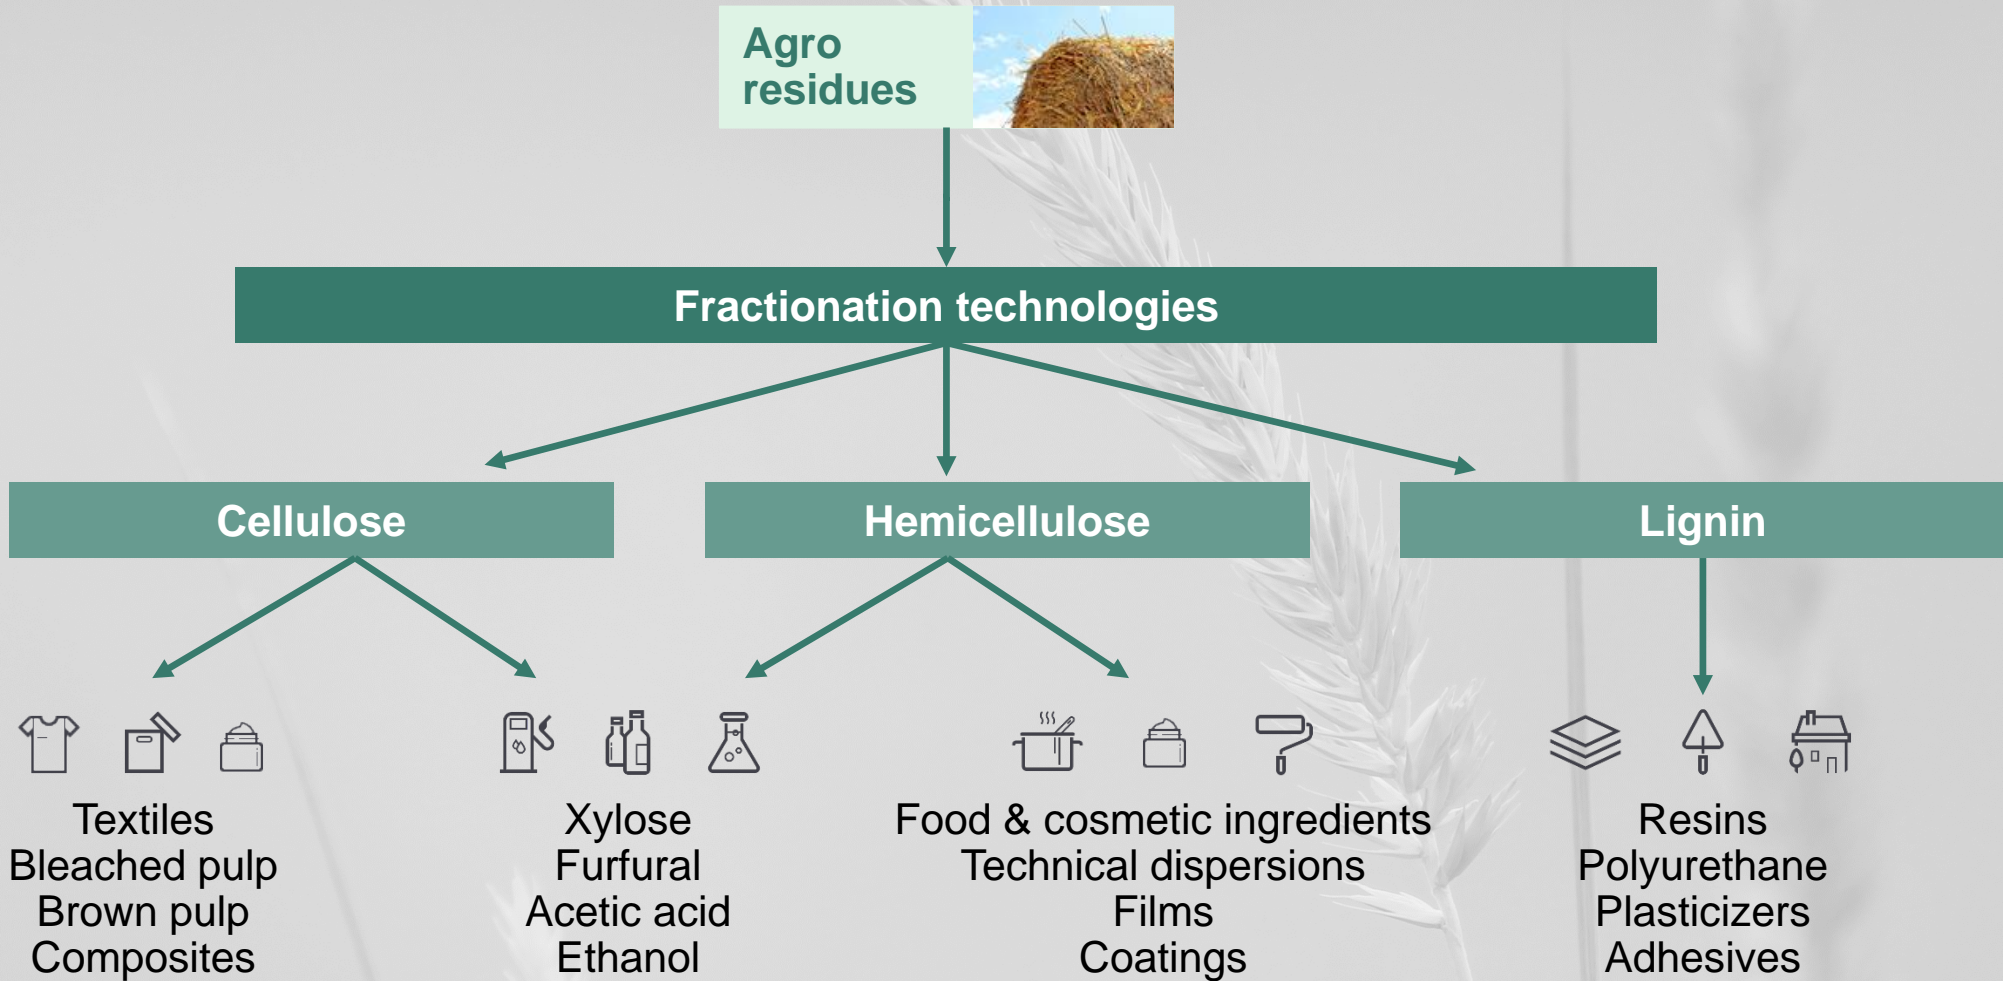 Agro
residues
Fractionation technologies
Cellulose
Hemicellulose
Lignin
Textiles
Bleached pulp
Brown pulp
Composites
Xylose
Furfural
Acetic acid
Ethanol
Food & cosmetic ingredients
Technical dispersions
Films
Coatings
Resins
Polyurethane
Plasticizers
Adhesives